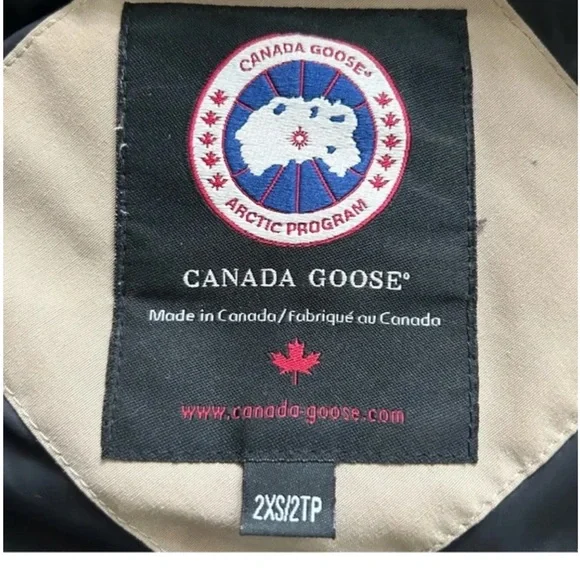 CANADA GOOSE®
ARCTIC PROGRAM
CANADA GOOSE®
Made in Canada/Fabriqué au Canada
www.canada-goose.com
2XS/2TP